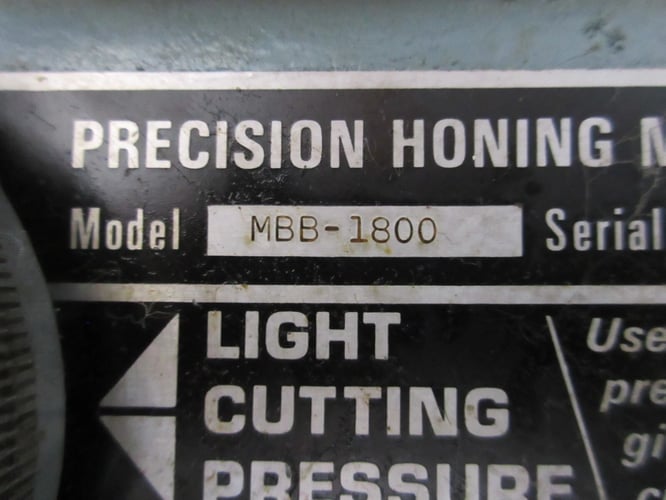 PRECISION HONING
Model MBB-1800 Serial
LIGHT
CUTTING
PRESSURE
Use